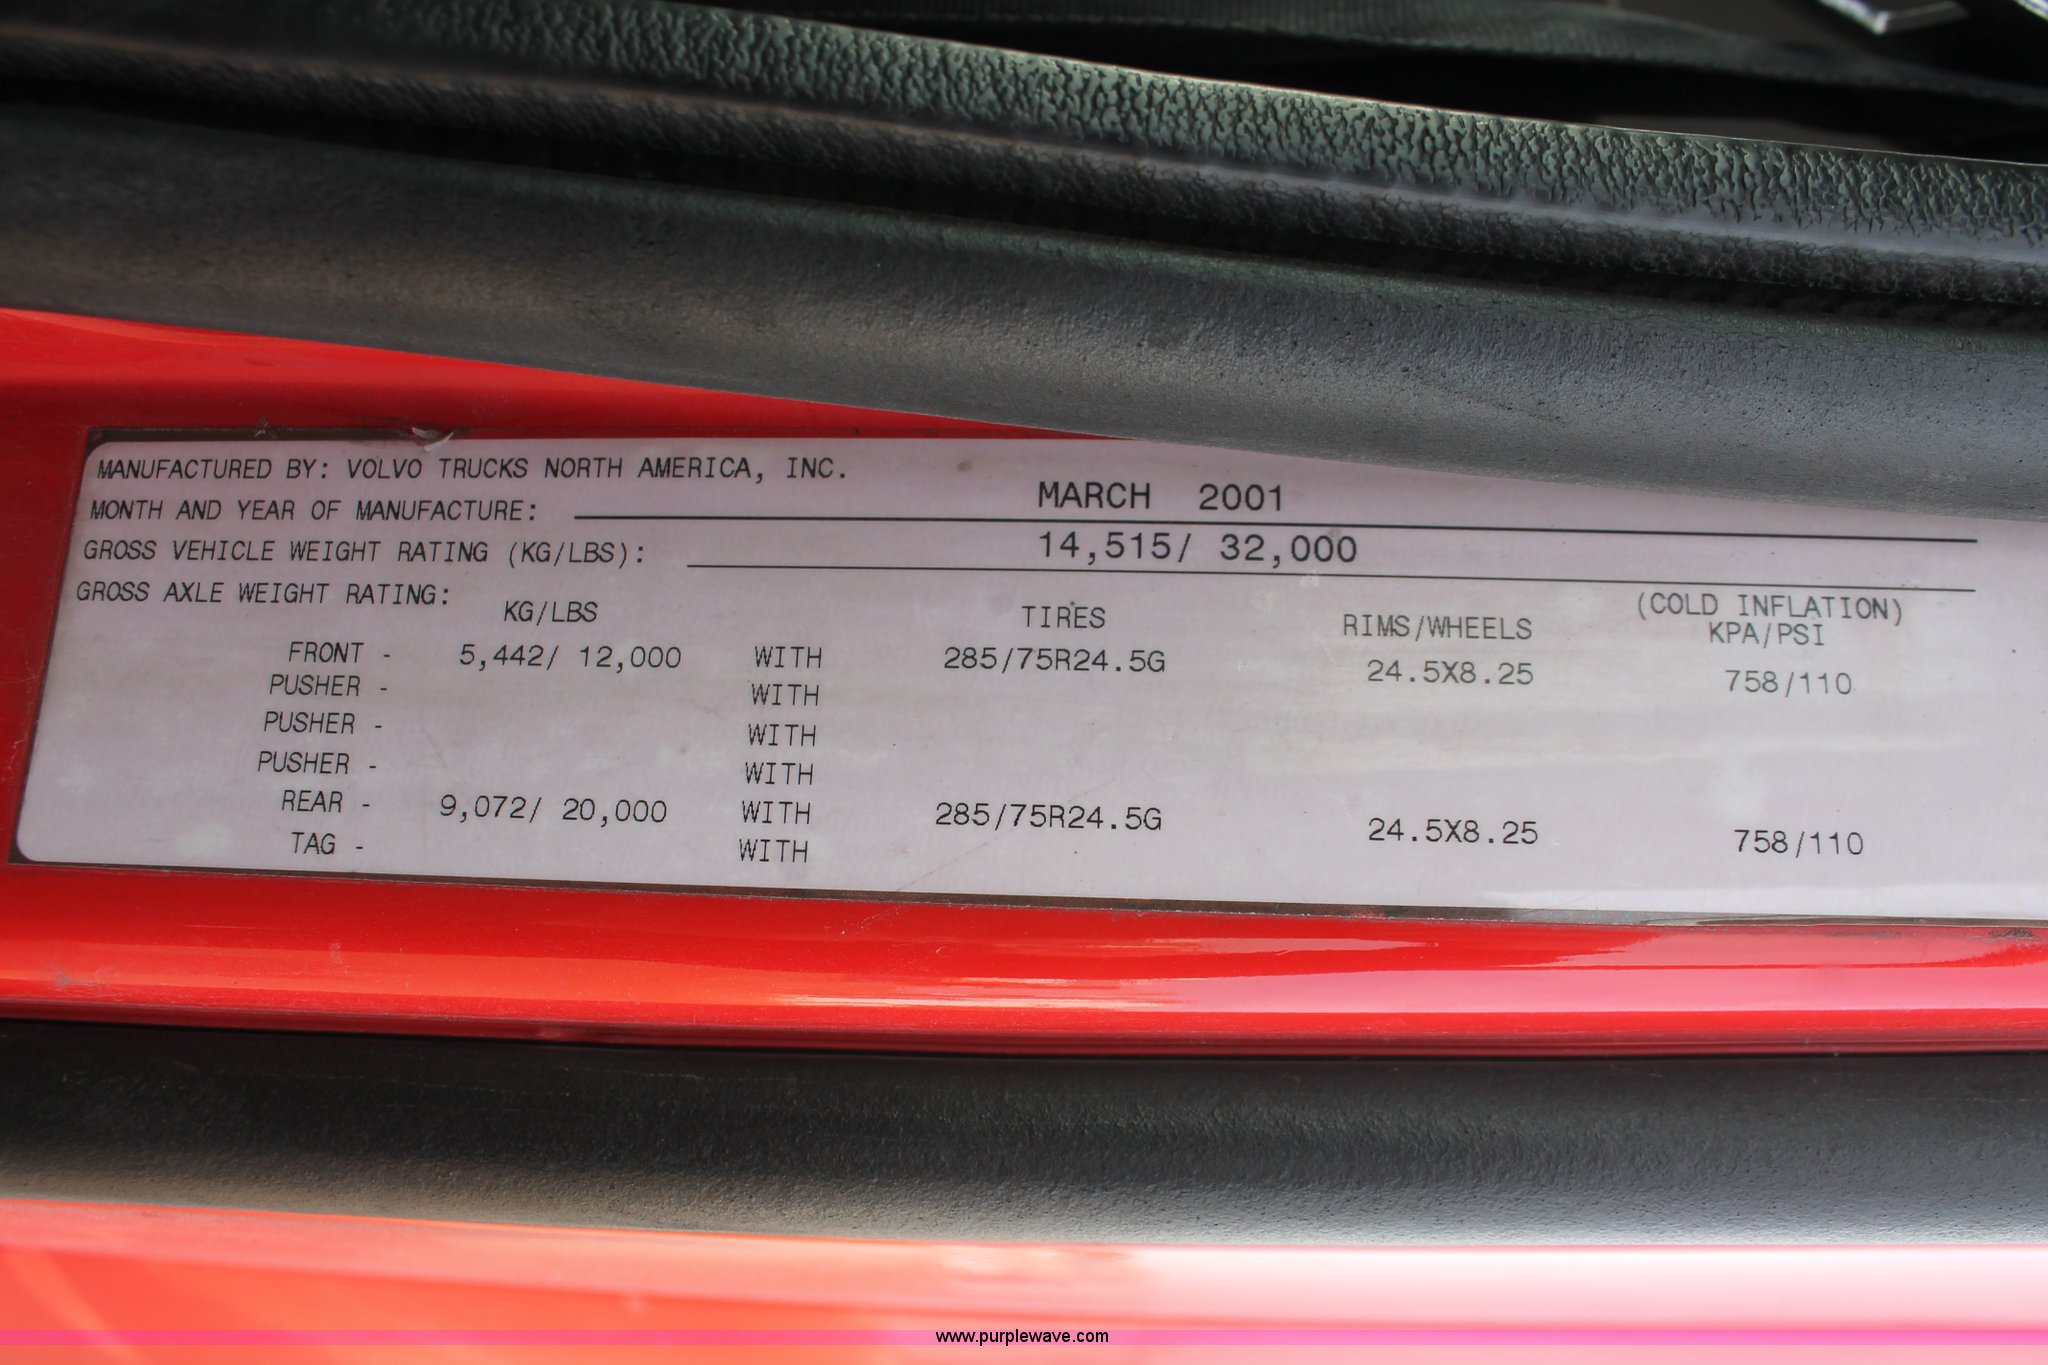 MANUFACTURED BY: VOLVO TRUCKS NORTH AMERICA, INC.
MONTH AND YEAR OF MANUFACTURE: MARCH 2001
GROSS VEHICLE WEIGHT RATING (KG/LBS): 14,515/ 32,000
GROSS AXLE WEIGHT RATING:
KG/LBS TIRES RIMS/WHEELS (COLD INFLATION)
KPA/PSI
FRONT - 5,442/ 12,000 WITH 285/75R24.5G 24.5X8.25 758/110
PUSHER - WITH
PUSHER - WITH
PUSHER - WITH
REAR - 9,072/ 20,000 WITH 285/75R24.5G 24.5X8.25 758/110
TAG - WITH
www.purplewave.com